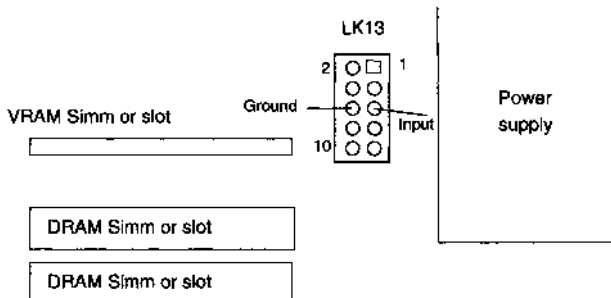 LK13
2 1
Ground
Input
10
VRAM Simm or slot
Power
supply
DRAM Simm or slot
DRAM Simm or slot